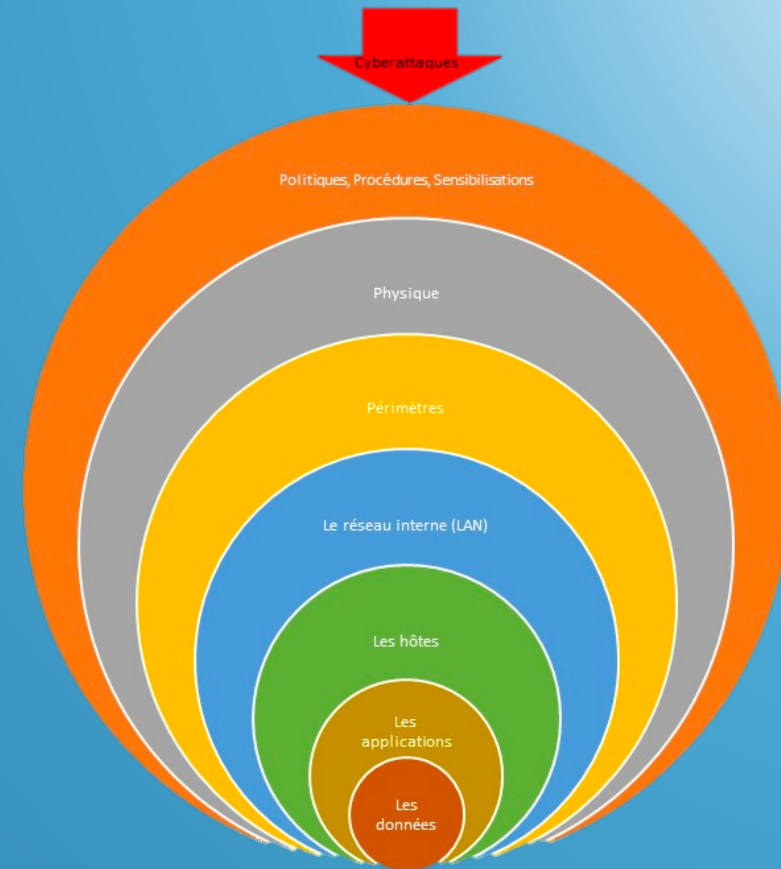 Cyberattaques
Politiques, Procédures, Sensibilisations
Physique
Périmètres
Le réseau interne (LAN)
Les hôtes
Les
applications
Les
données